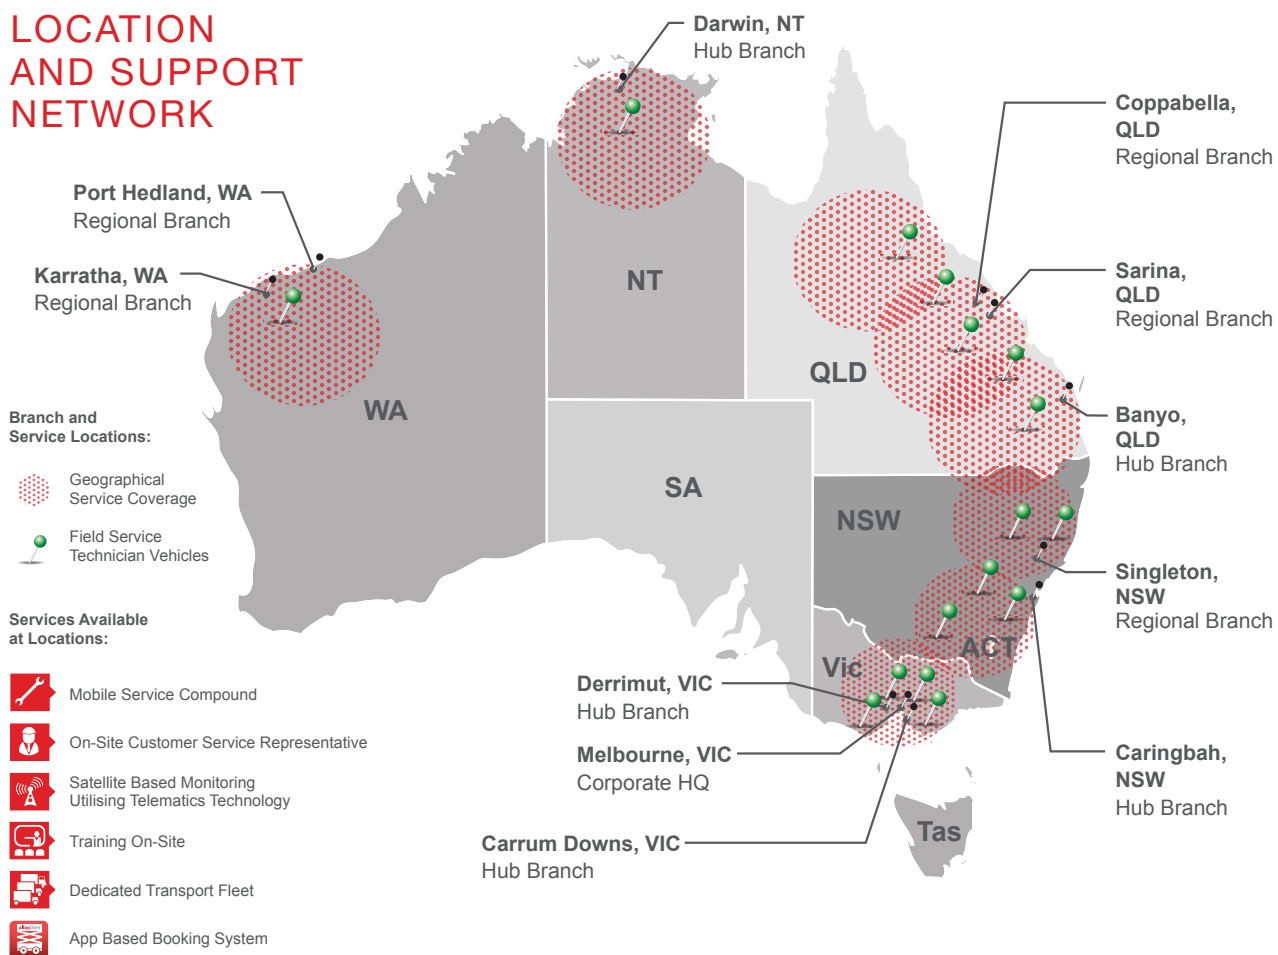 LOCATION
AND SUPPORT
NETWORK
Darwin, NT
Hub Branch
Coppabella,
QLD
Regional Branch
Port Hedland, WA
Regional Branch
Karratha, WA
Regional Branch
Sarina,
QLD
Regional Branch
NT
QLD
WA
Banyo,
QLD
Hub Branch
Branch and
Service Locations:
Geographical
Service Coverage
Field Service
Technician Vehicles
SA
NSW
Singleton,
NSW
Regional Branch
Services Available
at Locations:
ACT
Vic
Derrimut, VIC
Hub Branch
Melbourne, VIC
Corporate HQ
Caringbah,
NSW
Hub Branch
Carrum Downs, VIC
Hub Branch
Tas
Mobile Service Compound
On-Site Customer Service Representative
Satellite Based Monitoring
Utilising Telematics Technology
Training On-Site
Dedicated Transport Fleet
App Based Booking System